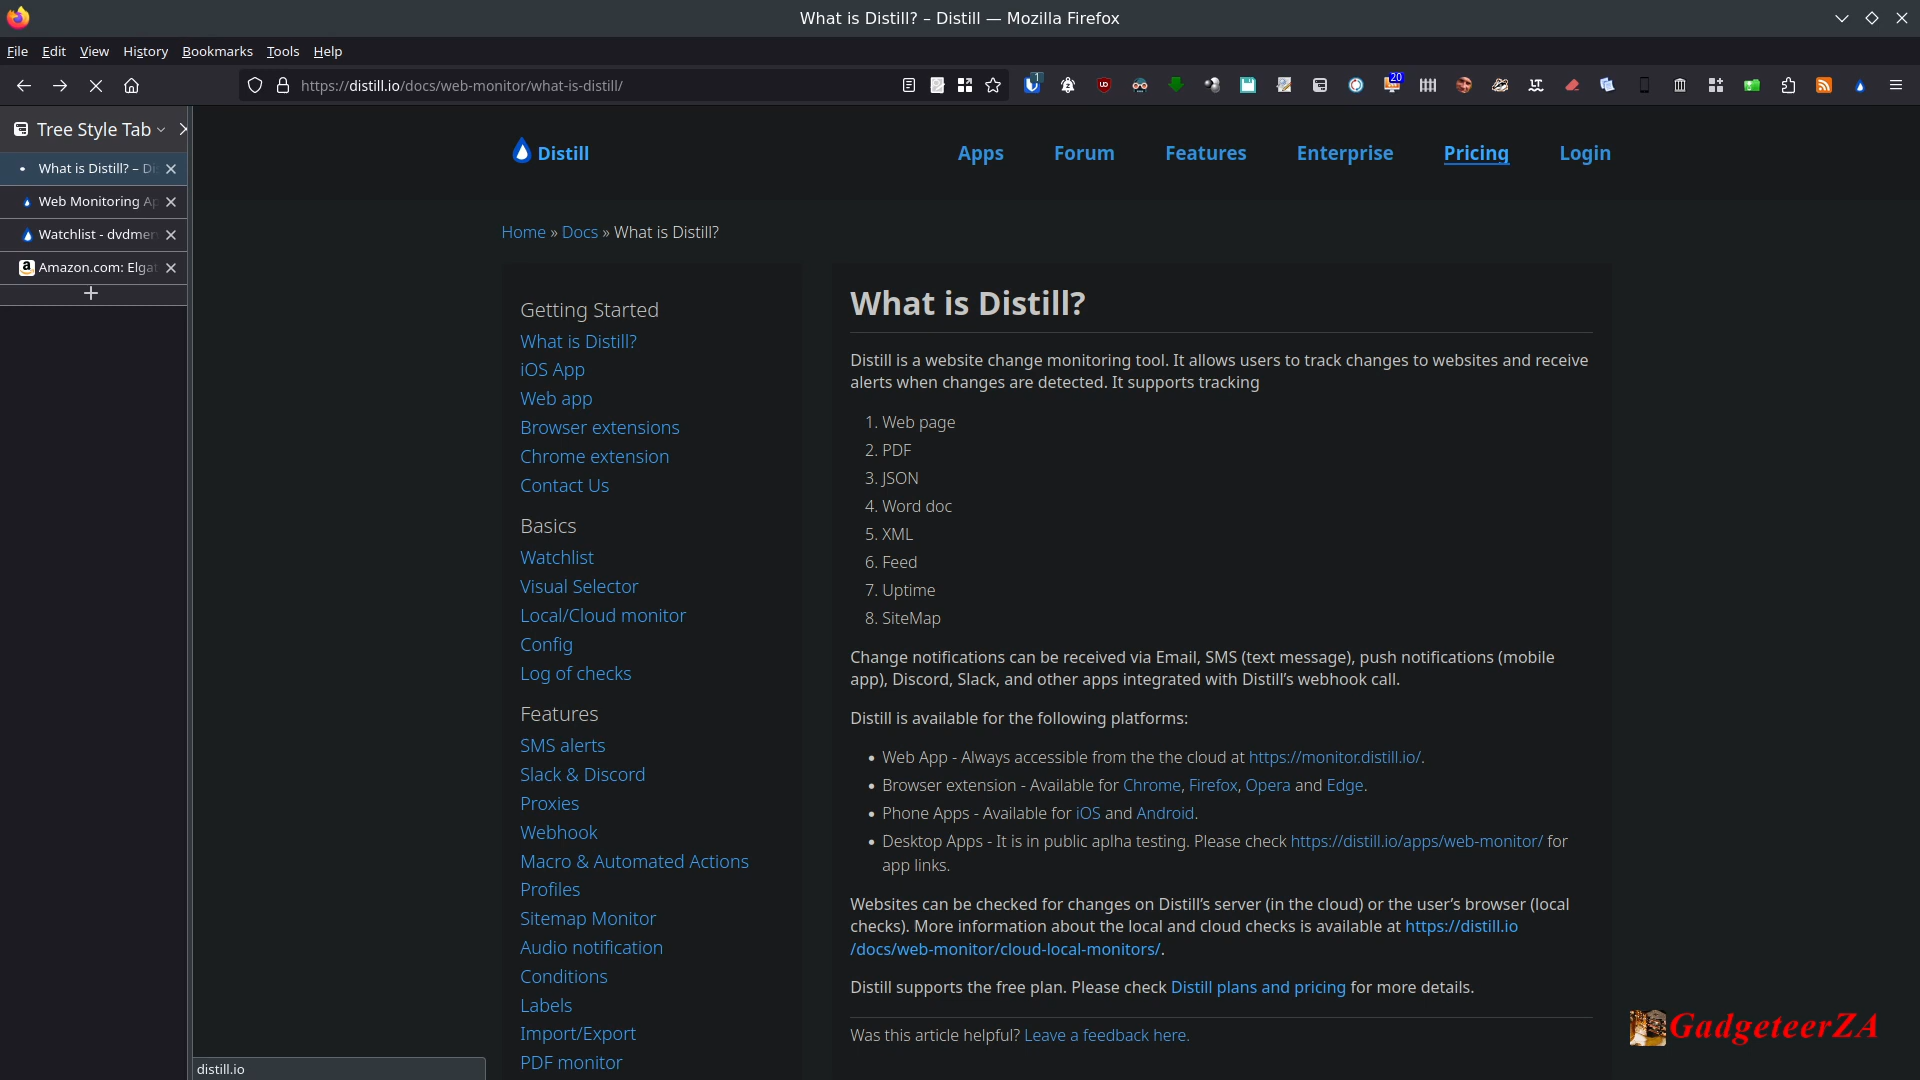 What is Distill? – Distill — Mozilla Firefox
File Edit View History Bookmarks Tools Help
https://distill.io/docs/web-monitor/what-is-distill/
1
20
Tree Style Tab
What is Distill? – Di
Web Monitoring Ap
Watchlist - dvdmer
Amazon.com: Elgat
Distill
Apps Forum Features Enterprise Pricing Login
Home » Docs » What is Distill?
Getting Started
What is Distill?
iOS App
Web app
Browser extensions
Chrome extension
Contact Us
Basics
Watchlist
Visual Selector
Local/Cloud monitor
Config
Log of checks
Features
SMS alerts
Slack & Discord
Proxies
Webhook
Macro & Automated Actions
Profiles
Sitemap Monitor
Audio notification
Conditions
Labels
Import/Export
PDF monitor
What is Distill?
Distill is a website change monitoring tool. It allows users to track changes to websites and receive
alerts when changes are detected. It supports tracking
1. Web page
2. PDF
3. JSON
4. Word doc
5. XML
6. Feed
7. Uptime
8. SiteMap
Change notifications can be received via Email, SMS (text message), push notifications (mobile
app), Discord, Slack, and other apps integrated with Distill’s webhook call.
Distill is available for the following platforms:
• Web App - Always accessible from the the cloud at https://monitor.distill.io/.
• Browser extension - Available for Chrome, Firefox, Opera and Edge.
• Phone Apps - Available for iOS and Android.
• Desktop Apps - It is in public aplha testing. Please check https://distill.io/apps/web-monitor/ for
app links.
Websites can be checked for changes on Distill’s server (in the cloud) or the user’s browser (local
checks). More information about the local and cloud checks is available at https://distill.io
/docs/web-monitor/cloud-local-monitors/.
Distill supports the free plan. Please check Distill plans and pricing for more details.
Was this article helpful? Leave a feedback here.
GadgeteerZA
distill.io